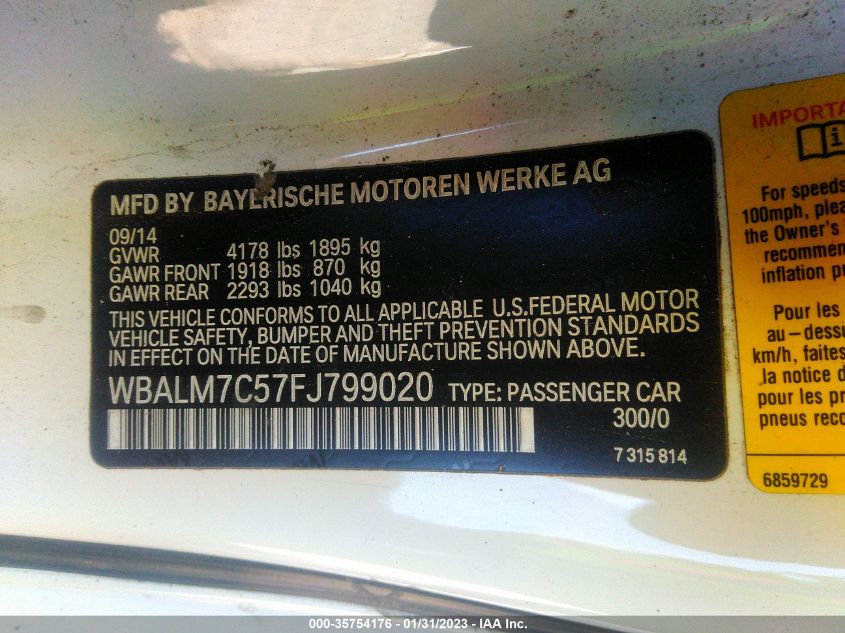 MFD BY BAYERISCHE MOTOREN WERKE AG
09/14
GVWR 4178 lbs 1895 kg
GAWR FRONT 1918 lbs 870 kg
GAWR REAR 2293 lbs 1040 kg
THIS VEHICLE CONFORMS TO ALL APPLICABLE U.S.FEDERAL MOTOR
VEHICLE SAFETY, BUMPER AND THEFT PREVENTION STANDARDS
IN EFFECT ON THE DATE OF MANUFACTURE SHOWN ABOVE.
WBALM7C57FJ799020 TYPE: PASSENGER CAR
300/0
7 315 814
IMPORTA
i
For speeds
100mph, plea
the Owner's
recommen
inflation pr
Pour les
au-dessu
km/h, faites
la notice d
pour les pr
pneus reco
6859729
000-35754176 - 01/31/2023 - IAA Inc.